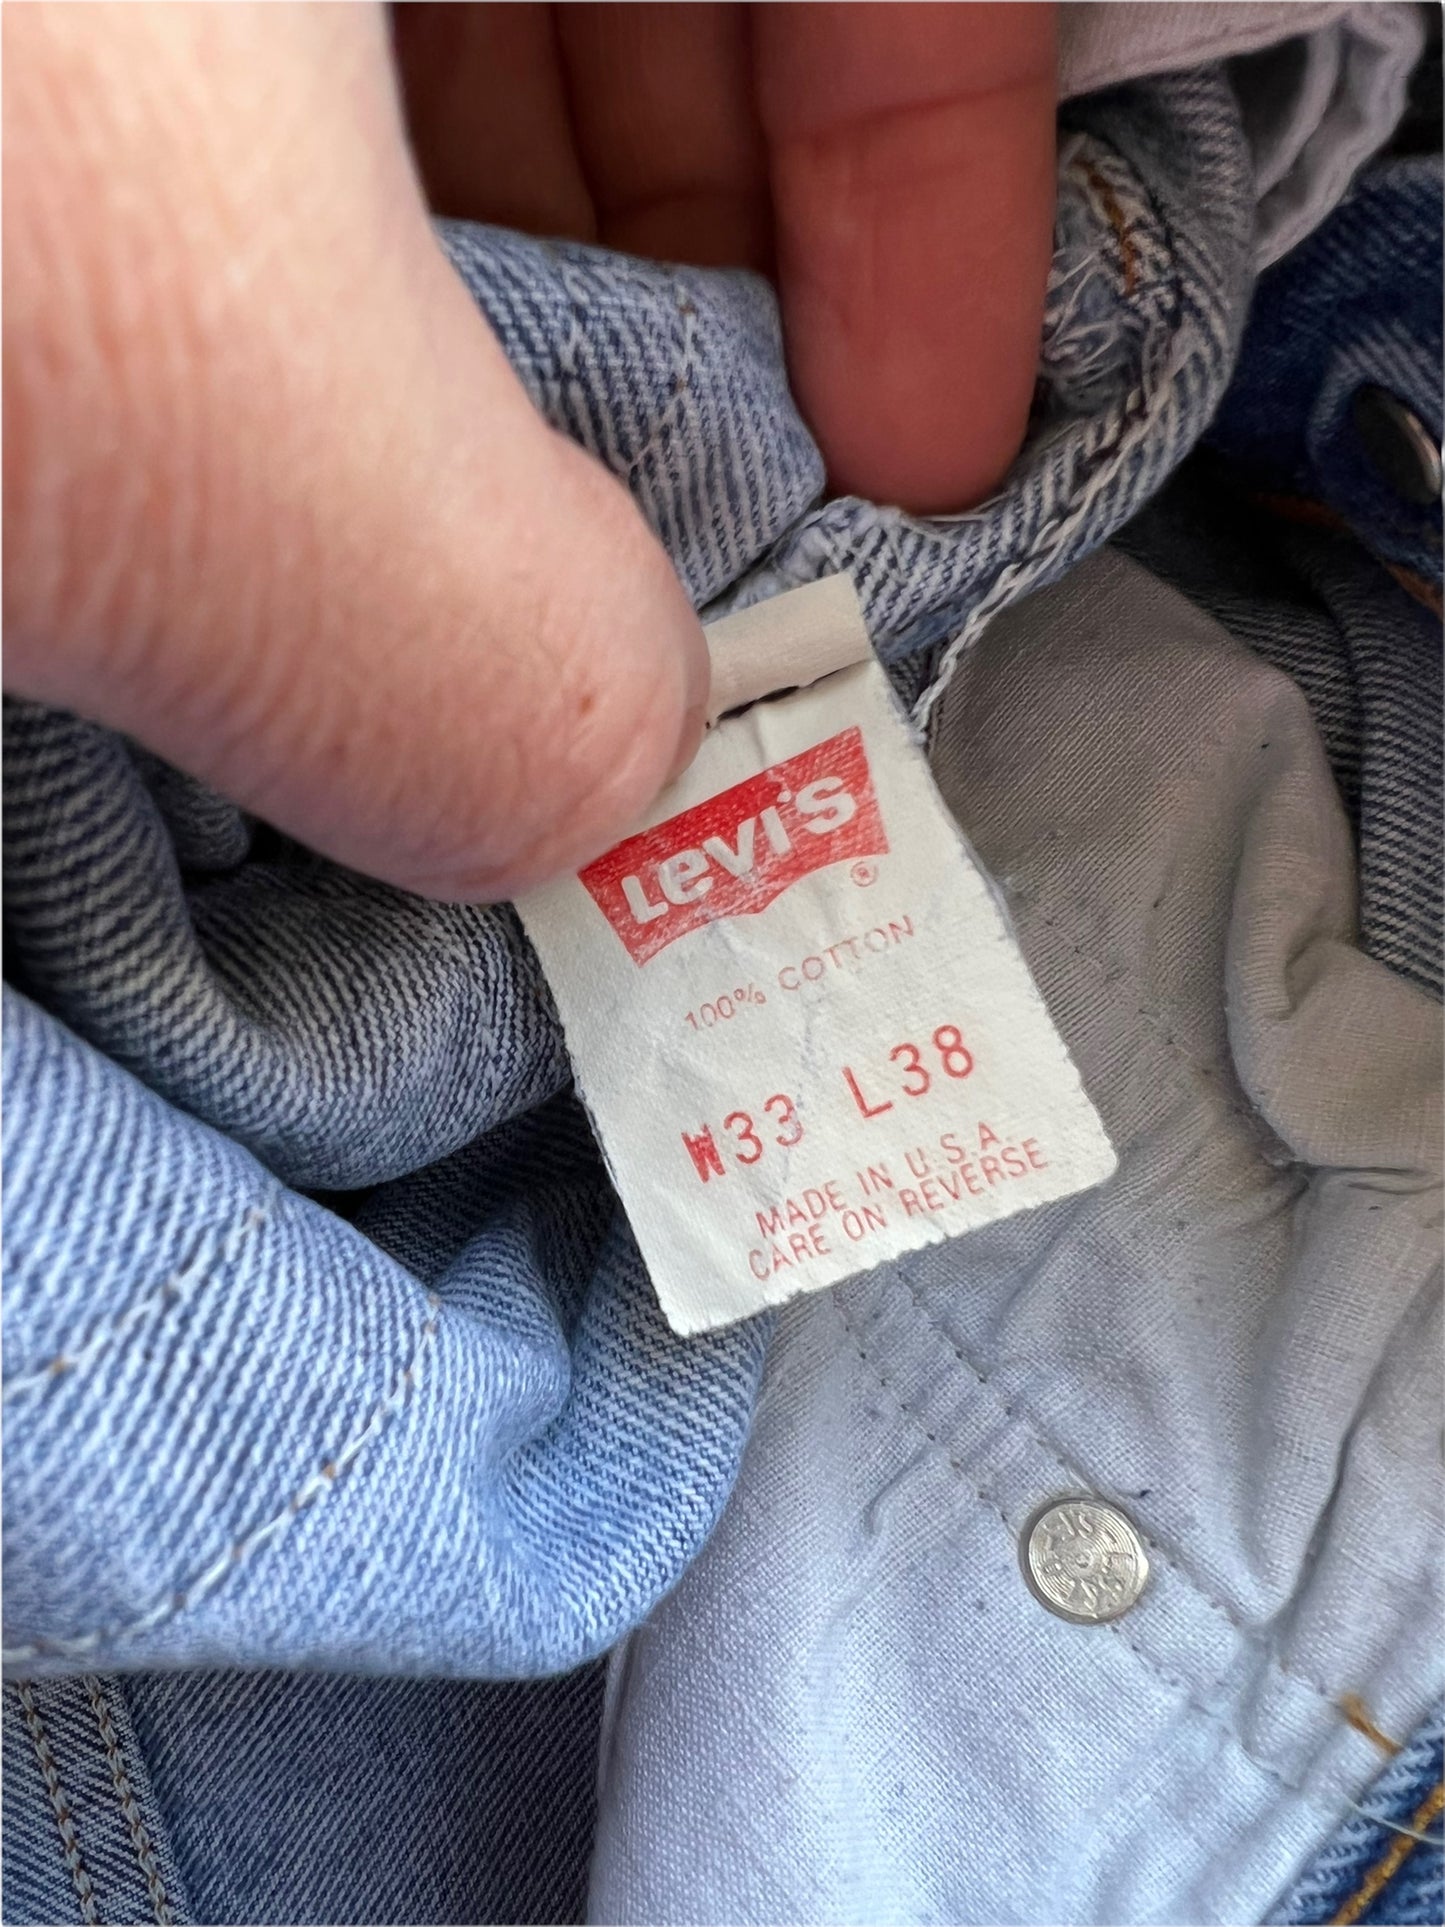 Levi's ®
100% COTTON
W33 L38
MADE IN U.S.A.
CARE ON REVERSE